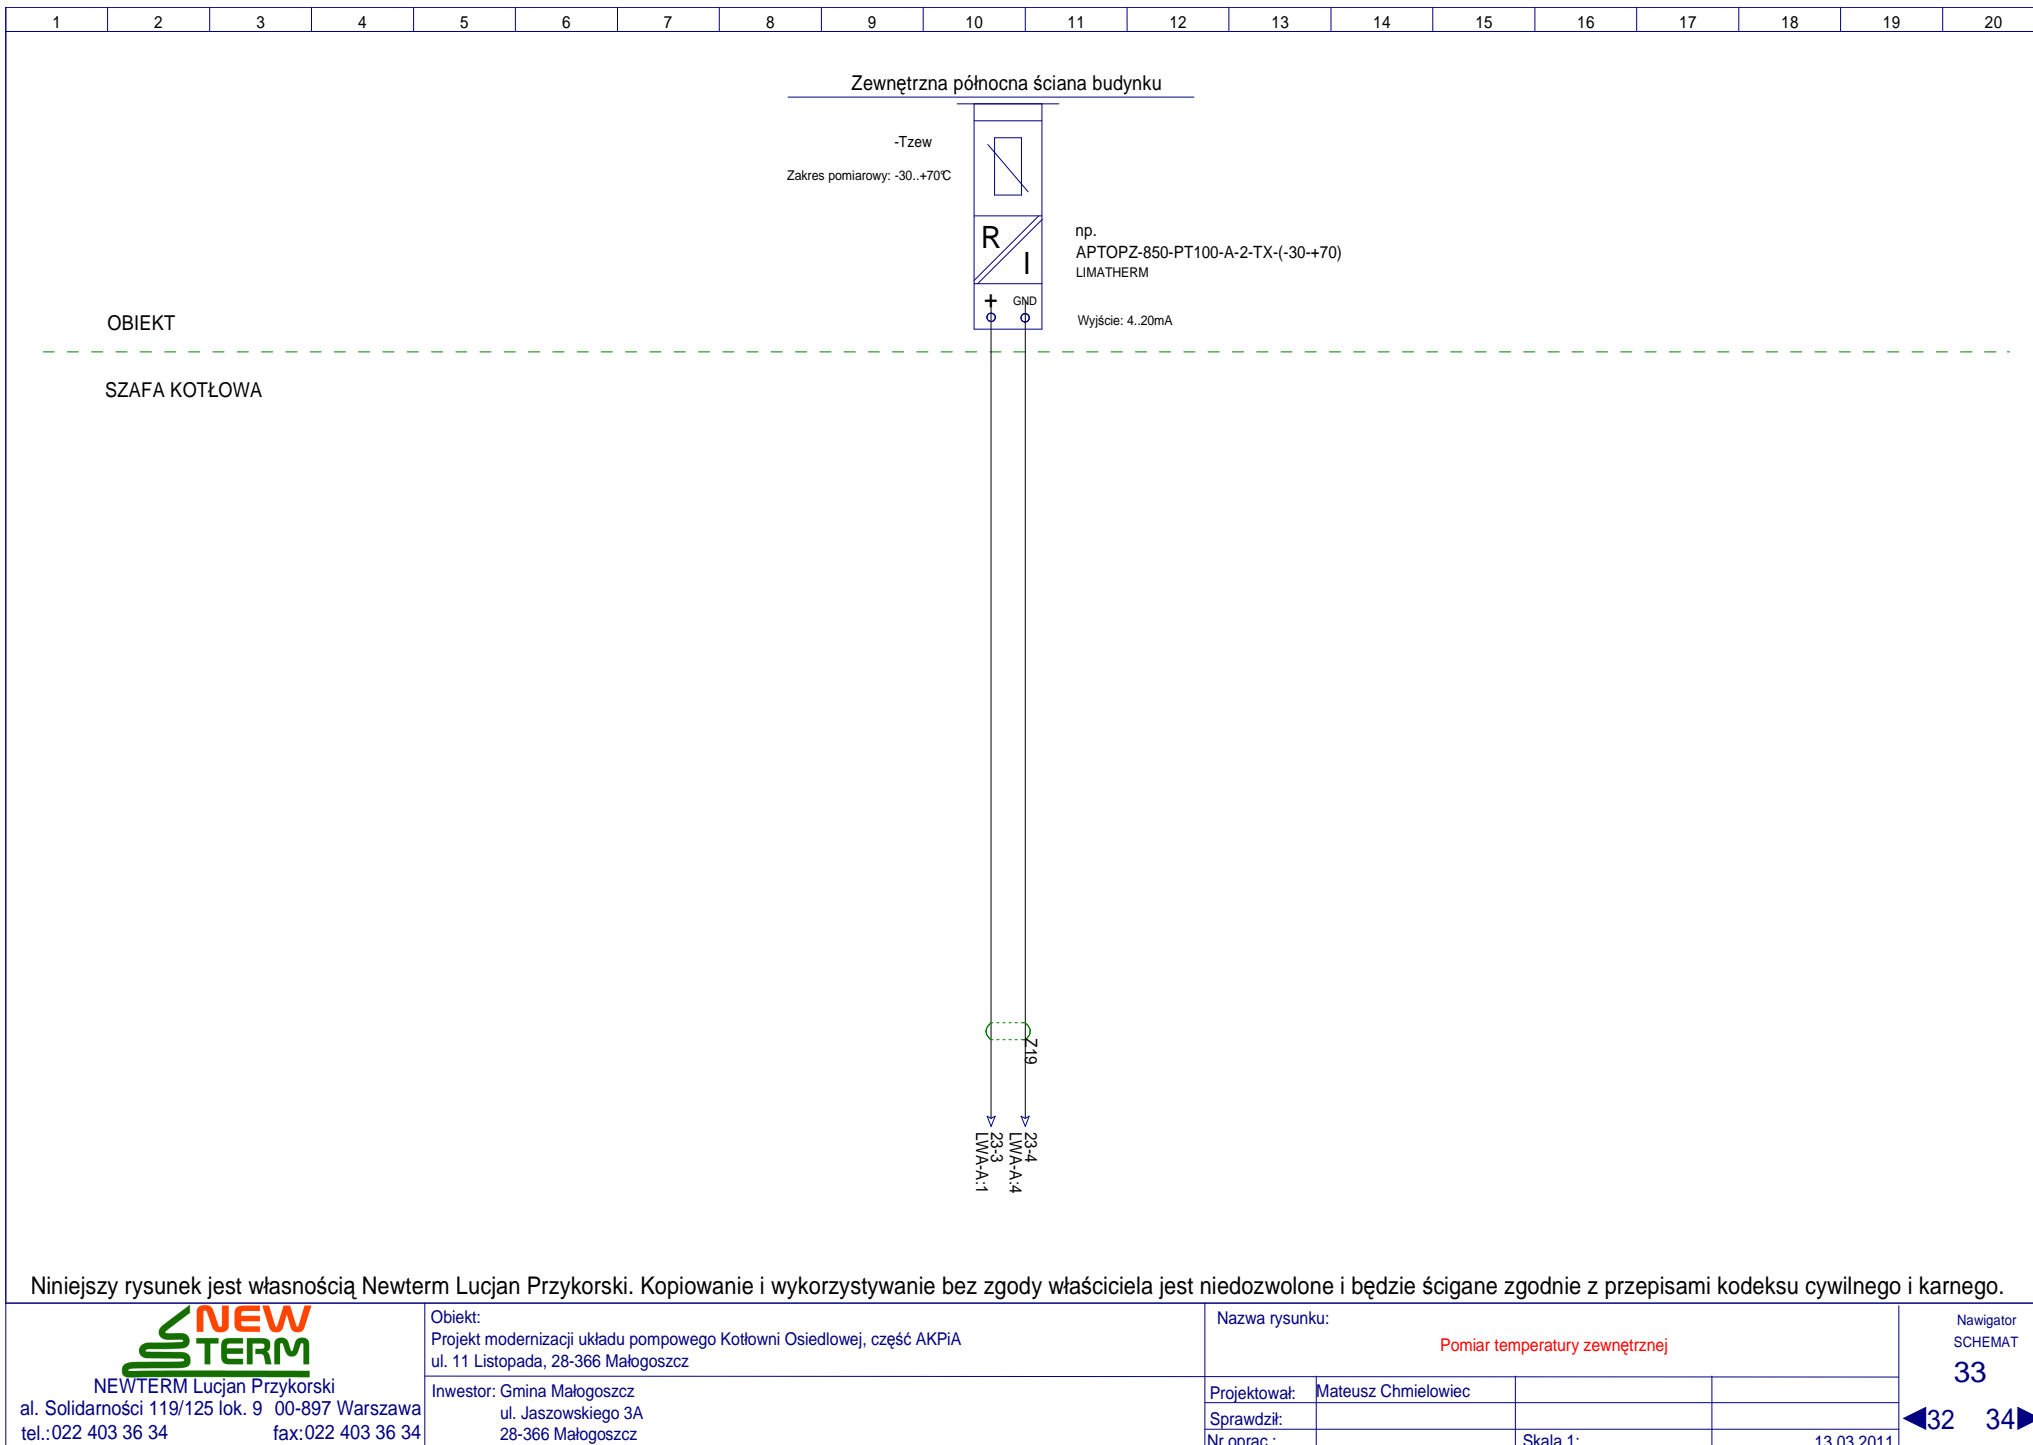 1 2 3 4 5 6 7 8 9 10 11 12 13 14 15 16 17 18 19 20
Zewnętrzna północna ściana budynku
-Tzew
Zakres pomiarowy: -30..+70°C
R
I
np.
APTOPZ-850-PT100-A-2-TX-(-30-+70)
LIMATHERM
+ GND
Wyjście: 4..20mA
OBIEKT
SZAFA KOTŁOWA
Z19
23-3
LWA-A:1
23-4
LWA-A:4
Niniejszy rysunek jest własnością Newterm Lucjan Przykorski. Kopiowanie i wykorzystywanie bez zgody właściciela jest niedozwolone i będzie ścigane zgodnie z przepisami kodeksu cywilnego i karnego.
NEW
TERM
NEWTERM Lucjan Przykorski
al. Solidarności 119/125 lok. 9 00-897 Warszawa
tel.:022 403 36 34 fax:022 403 36 34
Obiekt:
Projekt modernizacji układu pompowego Kotłowni Osiedlowej, część AKPiA
ul. 11 Listopada, 28-366 Małogoszcz
Inwestor: Gmina Małogoszcz
ul. Jaszowskiego 3A
28-366 Małogoszcz
Nazwa rysunku:
Pomiar temperatury zewnętrznej
Projektował: Mateusz Chmielowiec
Sprawdził:
Nr oprac.: Skala 1: 13.03.2011
Nawigator
SCHEMAT
33
32 34